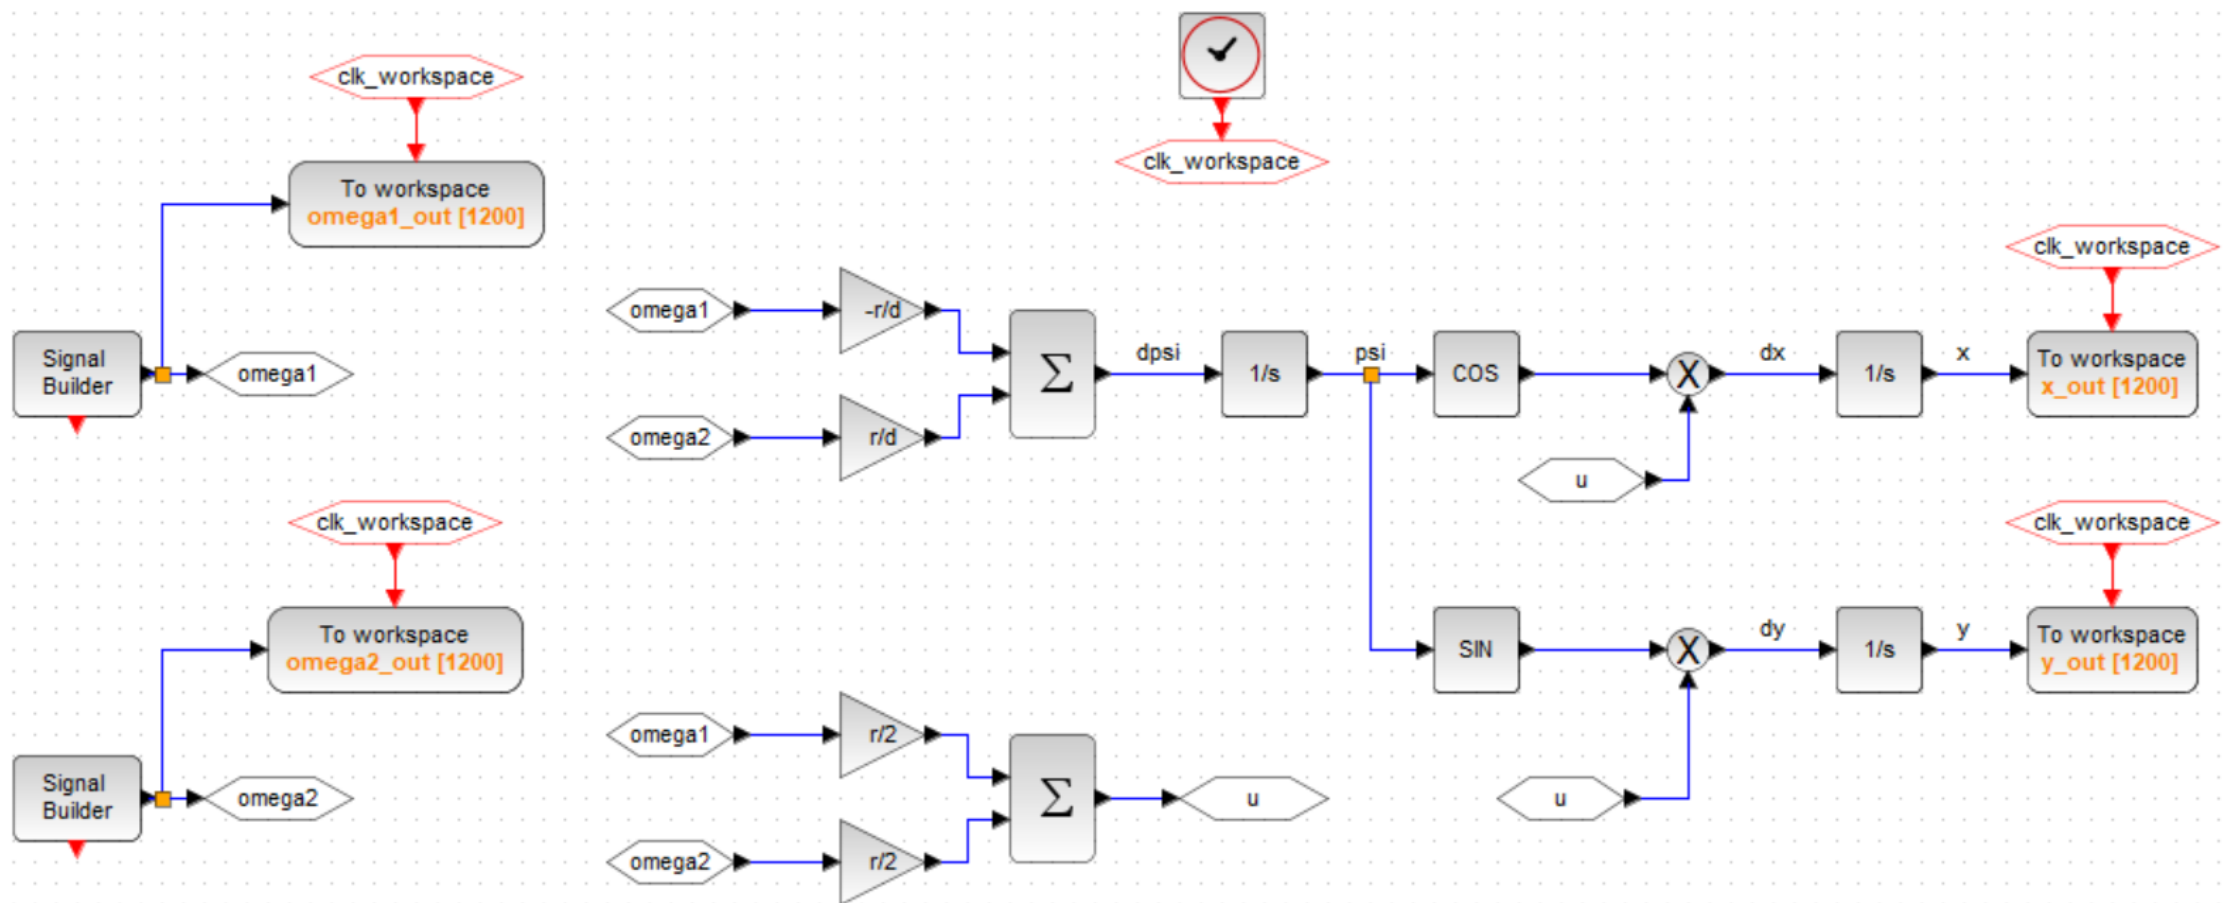 clk_workspace
To workspace
omega1_out [1200]
Signal
Builder
omega1
clk_workspace
To workspace
omega2_out [1200]
Signal
Builder
omega2
clk_workspace
omega1
-r/d
omega2
r/d
Σ
dpsi
1/s
psi
COS
X
u
dx
1/s
x
clk_workspace
To workspace
x_out [1200]
SIN
X
u
dy
1/s
y
clk_workspace
To workspace
y_out [1200]
omega1
r/2
omega2
r/2
Σ
u